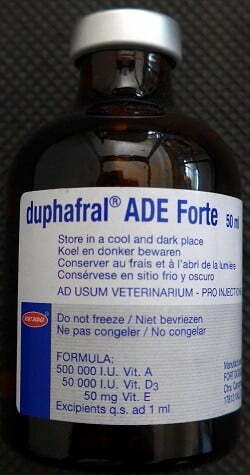 duphafral® ADE Forte 50 ml
Store in a cool and dark place
Koel en donker bewaren
Conserver au frais et à l'abri de la lumière
Consérvese en sitio frio y oscuro
AD USUM VETERINARIUM - PRO INJECTION
Do not freeze / Niet bevriezen
Ne pas congeler / No congelar
FORMULA:
500 000 I.U. Vit. A
50 000 I.U. Vit. D3
50 mg Vit. E
Excipients q.s. ad 1 ml